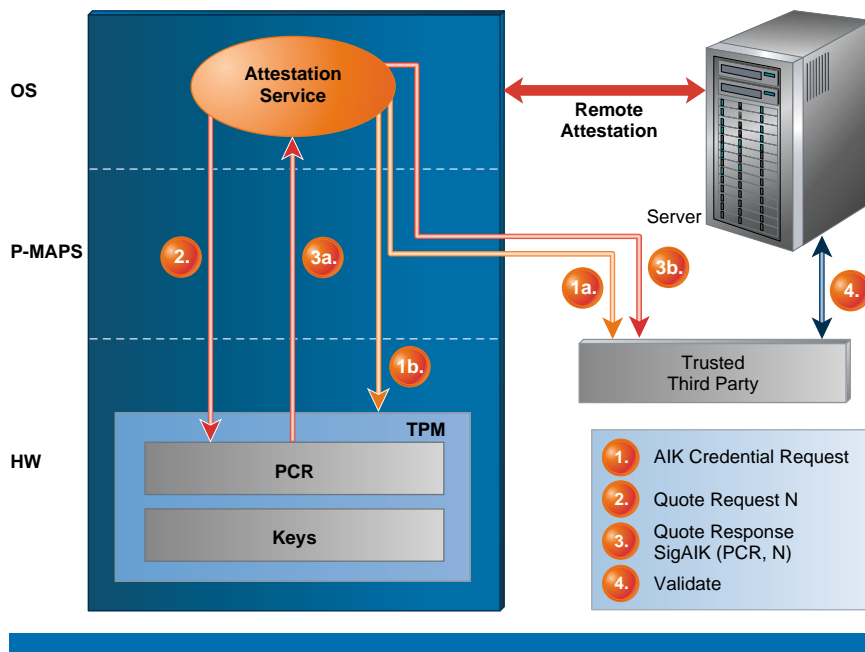 OS
Attestation
Service
Remote
Attestation
Server
P-MAPS
2.
3a.
1a.
3b.
4.
1b.
Trusted
Third Party
HW
TPM
PCR
Keys
1. AIK Credential Request
2. Quote Request N
3. Quote Response
SigAIK (PCR, N)
4. Validate